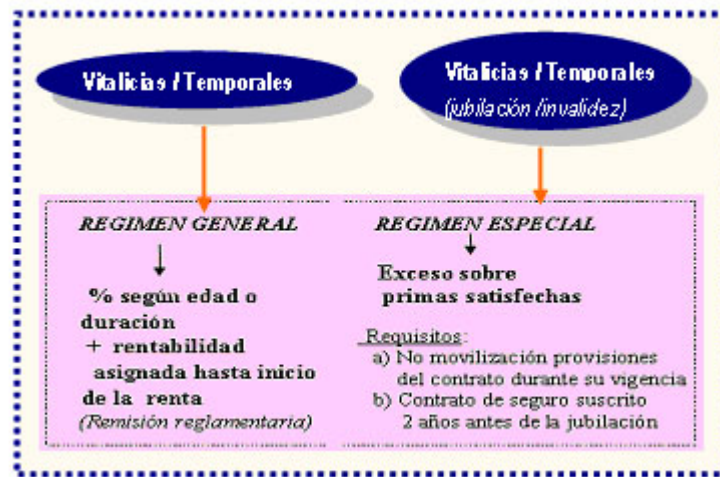 Vitalicias / Temporales
Vitalicias / Temporales
(jubilación /invalidez)
REGIMEN GENERAL
% según edad o
duración
+ rentabilidad
asignada hasta inicio
de la renta
(Remisión reglamentaria)
REGIMEN ESPECIAL
Exceso sobre
primas satisfechas
Requisitos:
a) No movilización provisiones
del contrato durante su vigencia
b) Contrato de seguro suscrito
2 años antes de la jubilación